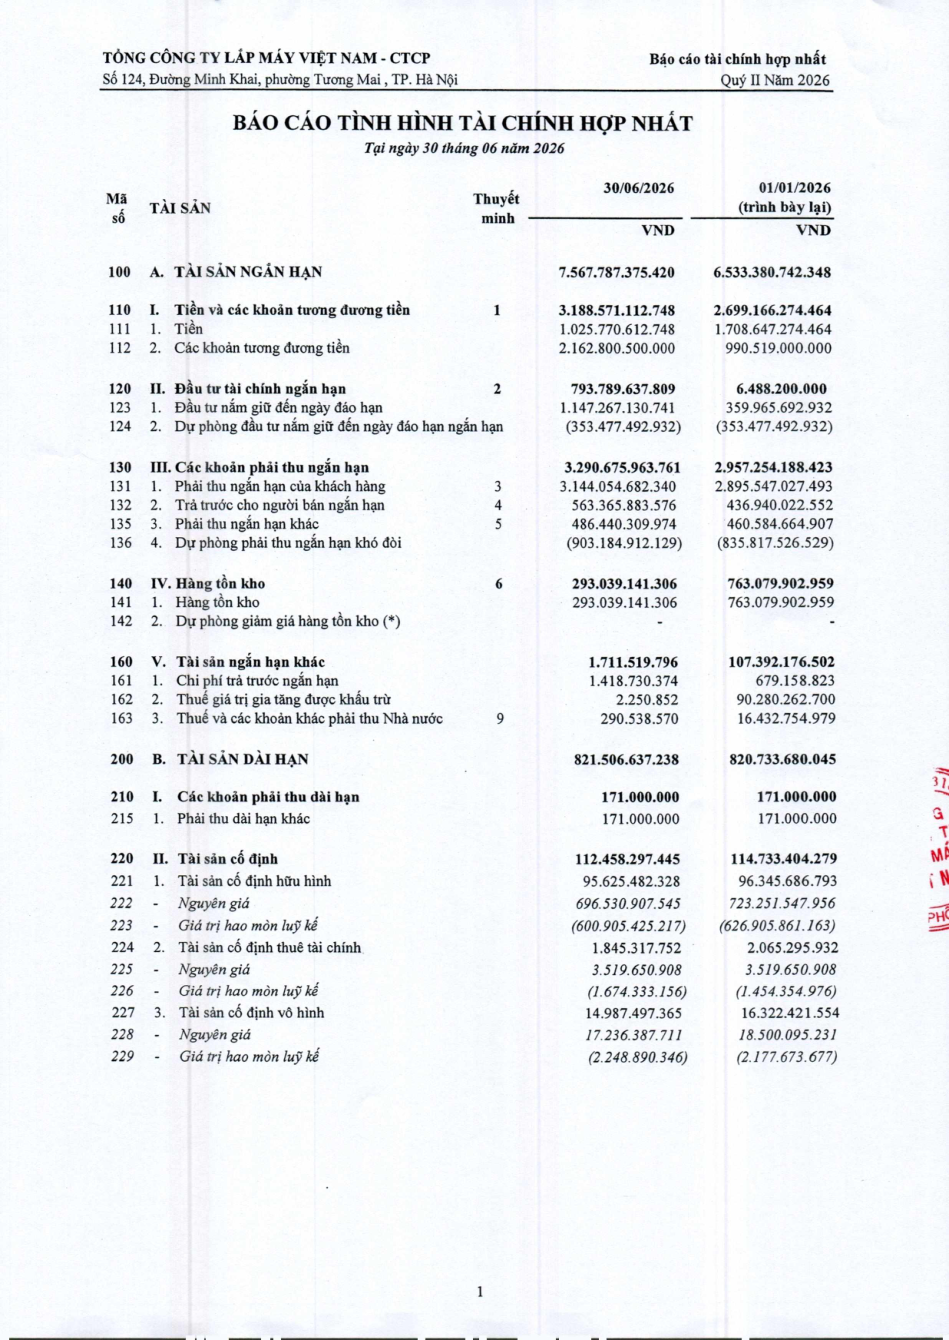 TỔNG CÔNG TY LẮP MÁY VIỆT NAM - CTCP Báo cáo tài chính hợp nhất
Số 124, Đường Minh Khai, phường Tương Mai , TP. Hà Nội Quý II Năm 2026
BÁO CÁO TÌNH HÌNH TÀI CHÍNH HỢP NHẤT
Tại ngày 30 tháng 06 năm 2026
Mã số TÀI SẢN Thuyết minh 30/06/2026 01/01/2026
(trình bày lại)
VND VND
100 A. TÀI SẢN NGẮN HẠN 7.567.787.375.420 6.533.380.742.348
110 I. Tiền và các khoản tương đương tiền 1 3.188.571.112.748 2.699.166.274.464
111 1. Tiền 1.025.770.612.748 1.708.647.274.464
112 2. Các khoản tương đương tiền 2.162.800.500.000 990.519.000.000
120 II. Đầu tư tài chính ngắn hạn 2 793.789.637.809 6.488.200.000
123 1. Đầu tư nắm giữ đến ngày đáo hạn 1.147.267.130.741 359.965.692.932
124 2. Dự phòng đầu tư nắm giữ đến ngày đáo hạn ngắn hạn (353.477.492.932) (353.477.492.932)
130 III. Các khoản phải thu ngắn hạn 3.290.675.963.761 2.957.254.188.423
131 1. Phải thu ngắn hạn của khách hàng 3 3.144.054.682.340 2.895.547.027.493
132 2. Trả trước cho người bán ngắn hạn 4 563.365.883.576 436.940.022.552
135 3. Phải thu ngắn hạn khác 5 486.440.309.974 460.584.664.907
136 4. Dự phòng phải thu ngắn hạn khó đòi (903.184.912.129) (835.817.526.529)
140 IV. Hàng tồn kho 6 293.039.141.306 763.079.902.959
141 1. Hàng tồn kho 293.039.141.306 763.079.902.959
142 2. Dự phòng giảm giá hàng tồn kho (*) - -
160 V. Tài sản ngắn hạn khác 1.711.519.796 107.392.176.502
161 1. Chi phí trả trước ngắn hạn 1.418.730.374 679.158.823
162 2. Thuế giá trị gia tăng được khấu trừ 2.250.852 90.280.262.700
163 3. Thuế và các khoản khác phải thu Nhà nước 9 290.538.570 16.432.754.979
200 B. TÀI SẢN DÀI HẠN 821.506.637.238 820.733.680.045
210 I. Các khoản phải thu dài hạn 171.000.000 171.000.000
215 1. Phải thu dài hạn khác 171.000.000 171.000.000
220 II. Tài sản cố định 112.458.297.445 114.733.404.279
221 1. Tài sản cố định hữu hình 95.625.482.328 96.345.686.793
222 - Nguyên giá 696.530.907.545 723.251.547.956
223 - Giá trị hao mòn luỹ kế (600.905.425.217) (626.905.861.163)
224 2. Tài sản cố định thuê tài chính 1.845.317.752 2.065.295.932
225 - Nguyên giá 3.519.650.908 3.519.650.908
226 - Giá trị hao mòn luỹ kế (1.674.333.156) (1.454.354.976)
227 3. Tài sản cố định vô hình 14.987.497.365 16.322.421.554
228 - Nguyên giá 17.236.387.711 18.500.095.231
229 - Giá trị hao mòn luỹ kế (2.248.890.346) (2.177.673.677)
1